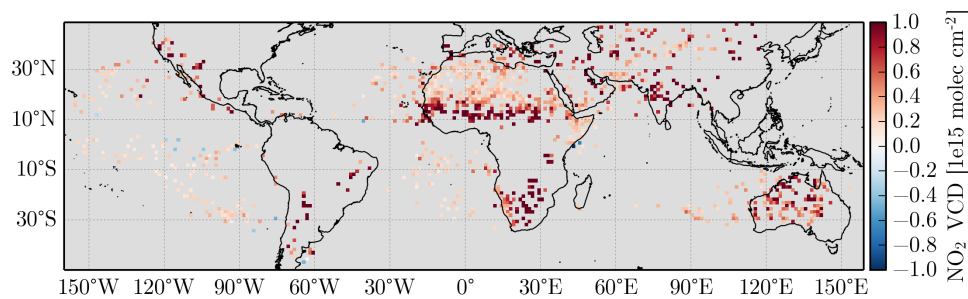 30°N
10°N
10°S
30°S
150°W 120°W 90°W 60°W 30°W 0° 30°E 60°E 90°E 120°E 150°E
1.0
0.8
0.6
0.4
0.2
0.0
−0.2
−0.4
−0.6
−0.8
−1.0
NO₂ VCD [1e15 molec cm⁻²]